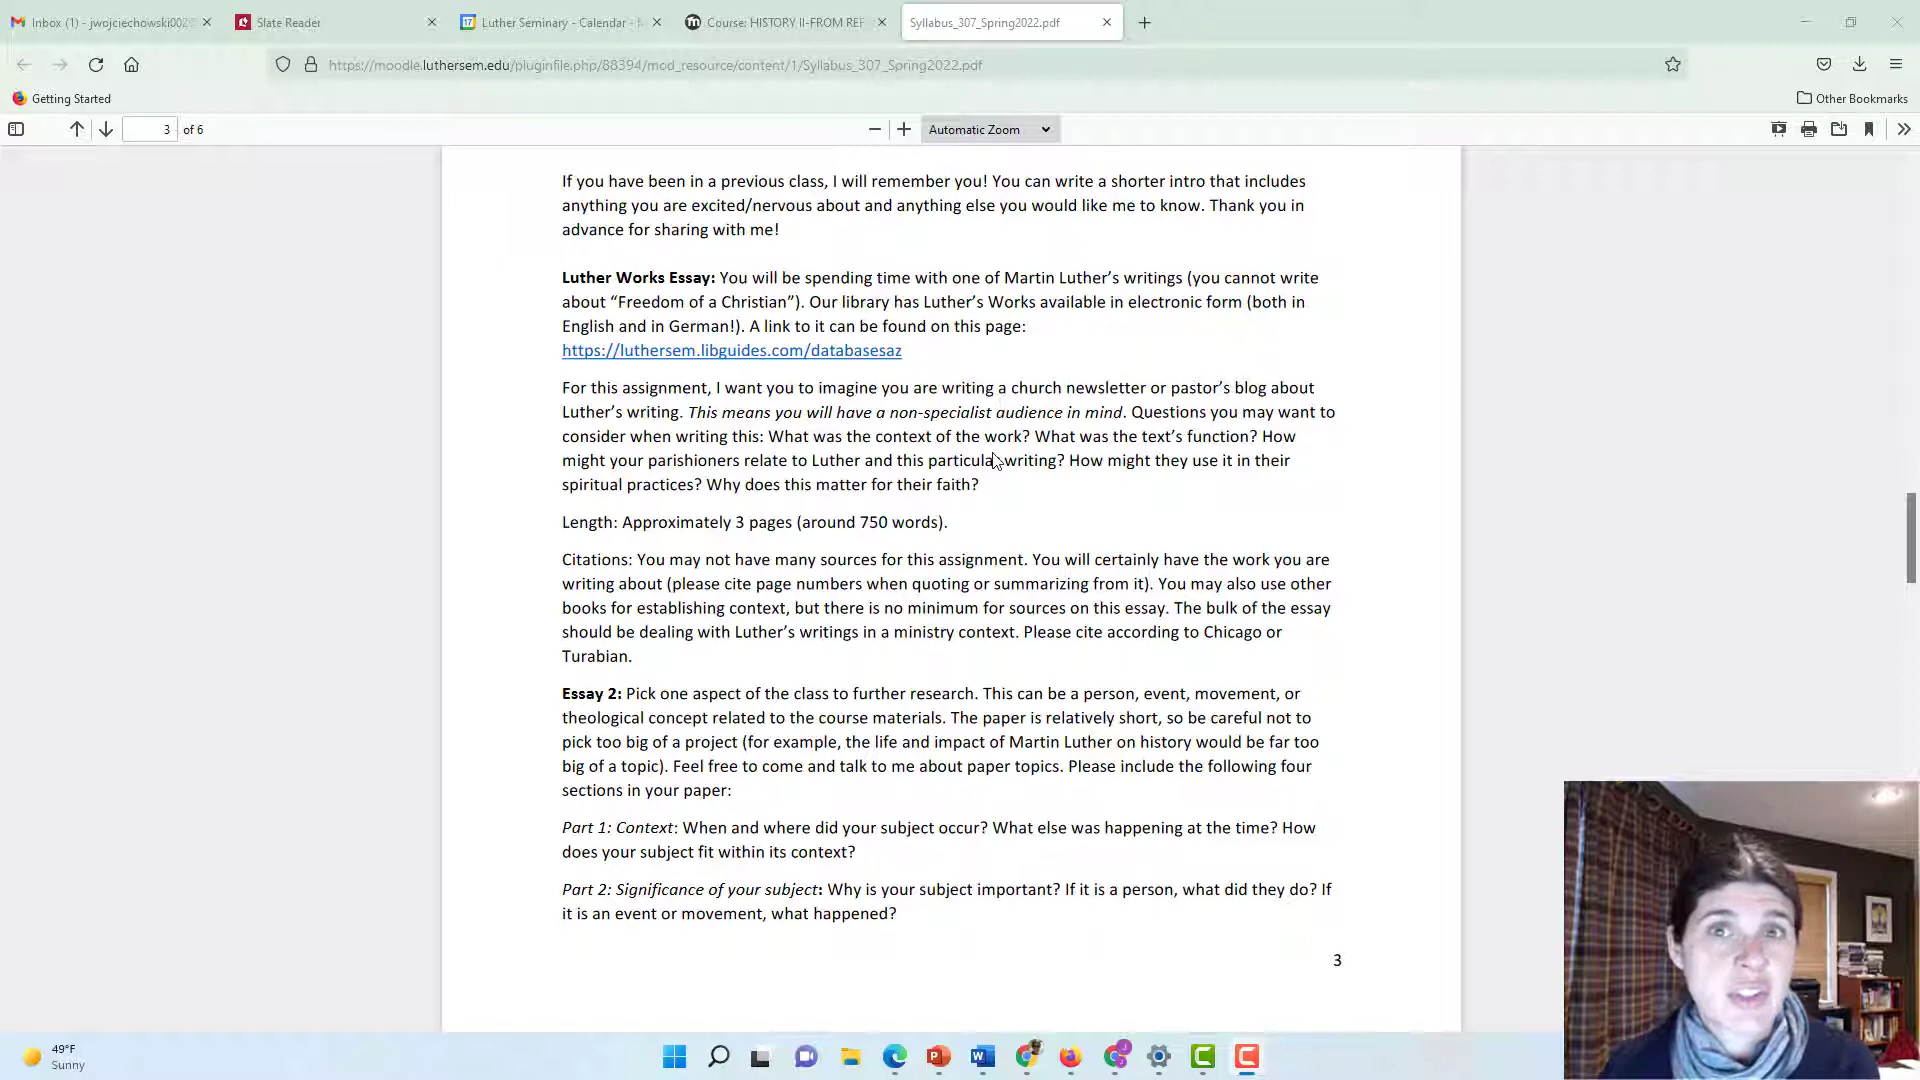 Inbox (1) - jwojciechowski002@
Slate Reader
Luther Seminary - Calendar -
Course: HISTORY II-FROM REF
Syllabus_307_Spring2022.pdf
https://moodle.luthersem.edu/pluginfile.php/88394/mod_resource/content/1/Syllabus_307_Spring2022.pdf
Getting Started
Other Bookmarks
3 of 6
Automatic Zoom
If you have been in a previous class, I will remember you! You can write a shorter intro that includes
anything you are excited/nervous about and anything else you would like me to know. Thank you in
advance for sharing with me!
Luther Works Essay: You will be spending time with one of Martin Luther’s writings (you cannot write
about “Freedom of a Christian”). Our library has Luther’s Works available in electronic form (both in
English and in German!). A link to it can be found on this page:
https://luthersem.libguides.com/databasesaz
For this assignment, I want you to imagine you are writing a church newsletter or pastor’s blog about
Luther’s writing. This means you will have a non-specialist audience in mind. Questions you may want to
consider when writing this: What was the context of the work? What was the text’s function? How
might your parishioners relate to Luther and this particular writing? How might they use it in their
spiritual practices? Why does this matter for their faith?
Length: Approximately 3 pages (around 750 words).
Citations: You may not have many sources for this assignment. You will certainly have the work you are
writing about (please cite page numbers when quoting or summarizing from it). You may also use other
books for establishing context, but there is no minimum for sources on this essay. The bulk of the essay
should be dealing with Luther’s writings in a ministry context. Please cite according to Chicago or
Turabian.
Essay 2: Pick one aspect of the class to further research. This can be a person, event, movement, or
theological concept related to the course materials. The paper is relatively short, so be careful not to
pick too big of a project (for example, the life and impact of Martin Luther on history would be far too
big of a topic). Feel free to come and talk to me about paper topics. Please include the following four
sections in your paper:
Part 1: Context: When and where did your subject occur? What else was happening at the time? How
does your subject fit within its context?
Part 2: Significance of your subject: Why is your subject important? If it is a person, what did they do? If
it is an event or movement, what happened?
3
49°F
Sunny